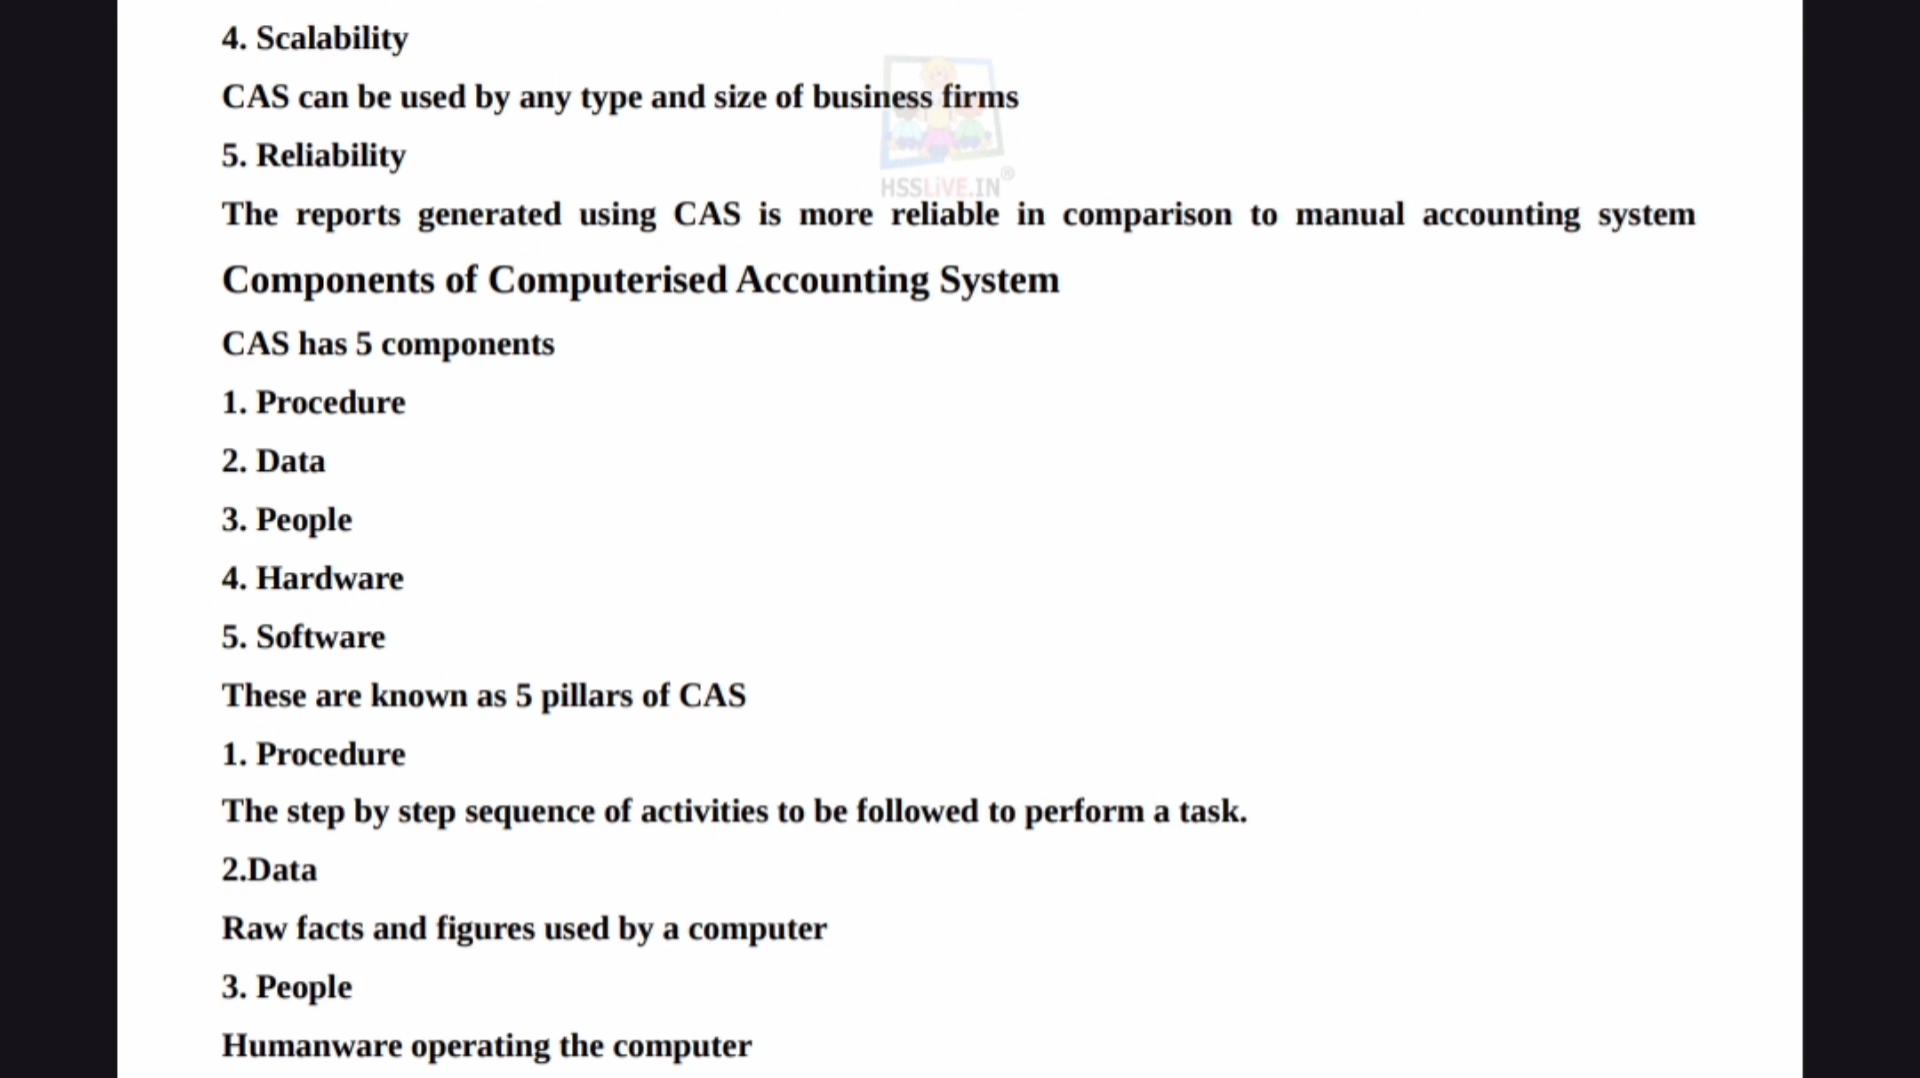 4. Scalability
CAS can be used by any type and size of business firms
5. Reliability
HSSLiVE.IN®
The reports generated using CAS is more reliable in comparison to manual accounting system
Components of Computerised Accounting System
CAS has 5 components
1. Procedure
2. Data
3. People
4. Hardware
5. Software
These are known as 5 pillars of CAS
1. Procedure
The step by step sequence of activities to be followed to perform a task.
2.Data
Raw facts and figures used by a computer
3. People
Humanware operating the computer